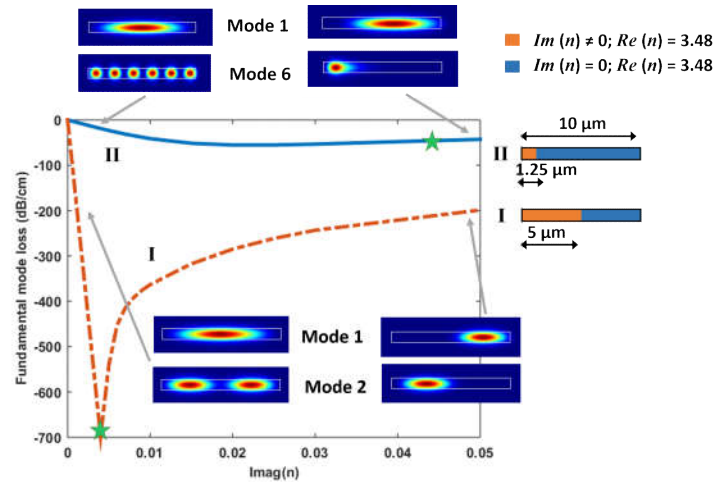 Mode 1
Mode 6
Im (n) ≠ 0; Re (n) = 3.48
Im (n) = 0; Re (n) = 3.48
Fundamental mode loss (dB/cm)
0
-100
-200
-300
-400
-500
-600
-700
II
I
Mode 1
Mode 2
0
0.01
0.02
0.03
0.04
0.05
Imag(n)
10 μm
II
1.25 μm
I
5 μm